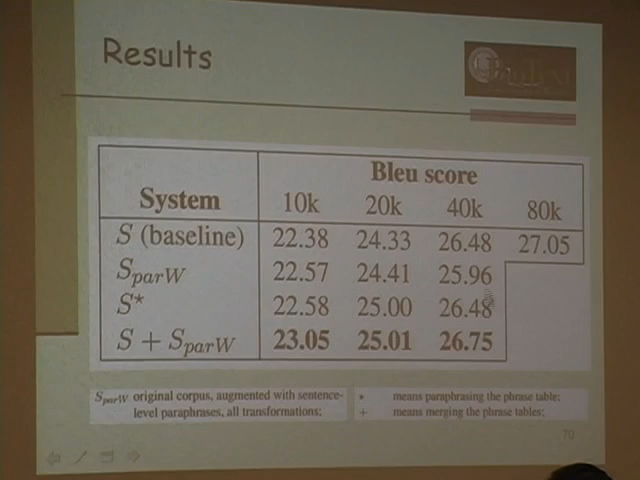 Results
Bleu score
System 10k 20k 40k 80k
S (baseline) 22.38 24.33 26.48 27.05
S_parW 22.57 24.41 25.96
S* 22.58 25.00 26.48
S + S_parW 23.05 25.01 26.75
S_parW original corpus, augmented with sentence-
level paraphrases, all transformations;
* means paraphrasing the phrase table;
+ means merging the phrase tables;
70